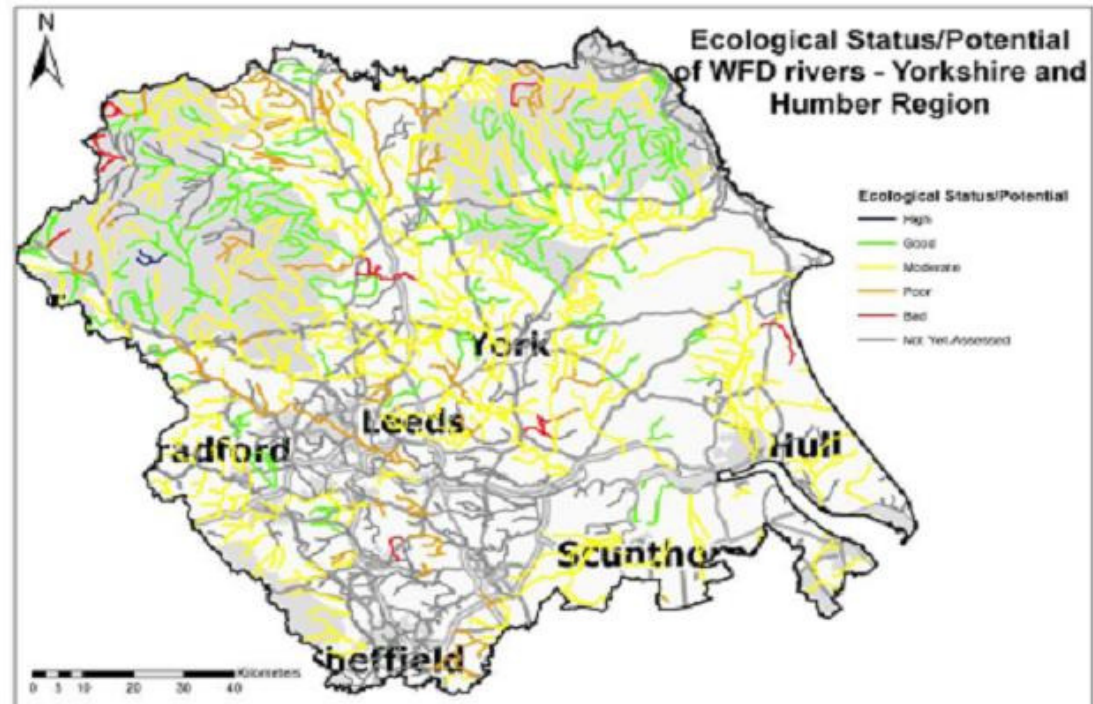 N
Ecological Status/Potential
of WFD rivers - Yorkshire and
Humber Region
Ecological Status/Potential
High
Good
Moderate
Poor
Bad
Not Yet Assessed
York
Leeds
radford
Hull
Scuntho
heffield
Kilometers
0 5 10 20 30 40